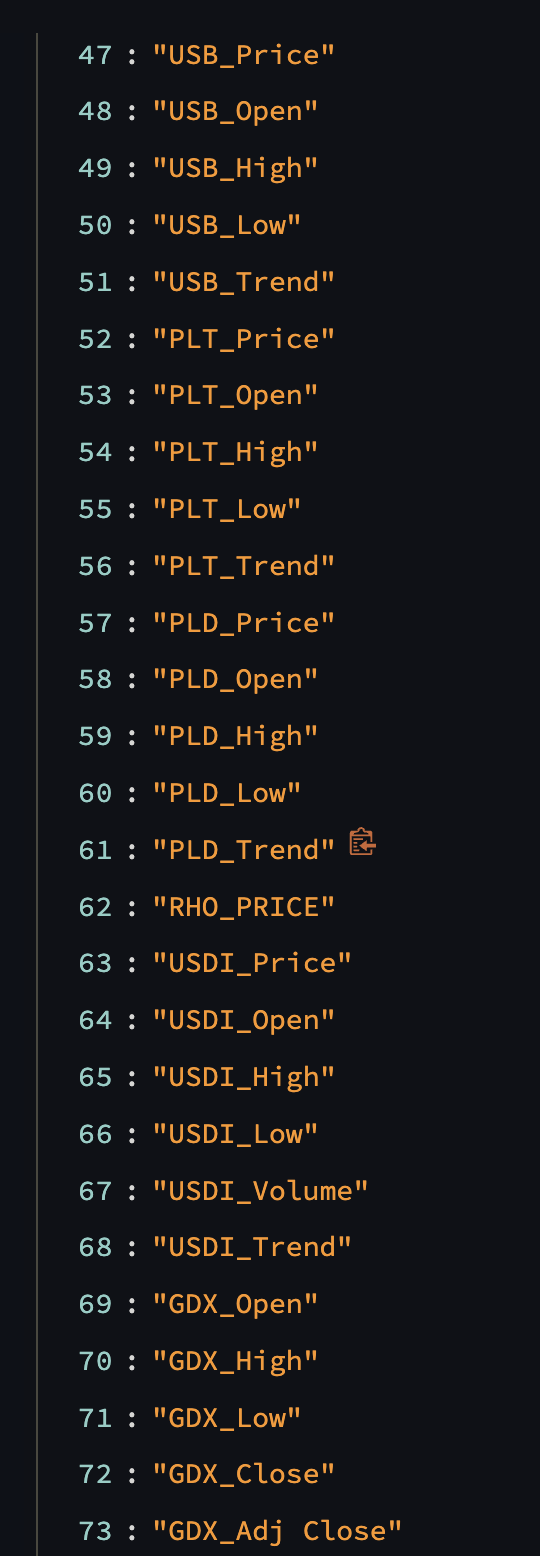 47 : "USB_Price"
48 : "USB_Open"
49 : "USB_High"
50 : "USB_Low"
51 : "USB_Trend"
52 : "PLT_Price"
53 : "PLT_Open"
54 : "PLT_High"
55 : "PLT_Low"
56 : "PLT_Trend"
57 : "PLD_Price"
58 : "PLD_Open"
59 : "PLD_High"
60 : "PLD_Low"
61 : "PLD_Trend"
62 : "RHO_PRICE"
63 : "USDI_Price"
64 : "USDI_Open"
65 : "USDI_High"
66 : "USDI_Low"
67 : "USDI_Volume"
68 : "USDI_Trend"
69 : "GDX_Open"
70 : "GDX_High"
71 : "GDX_Low"
72 : "GDX_Close"
73 : "GDX_Adj Close"